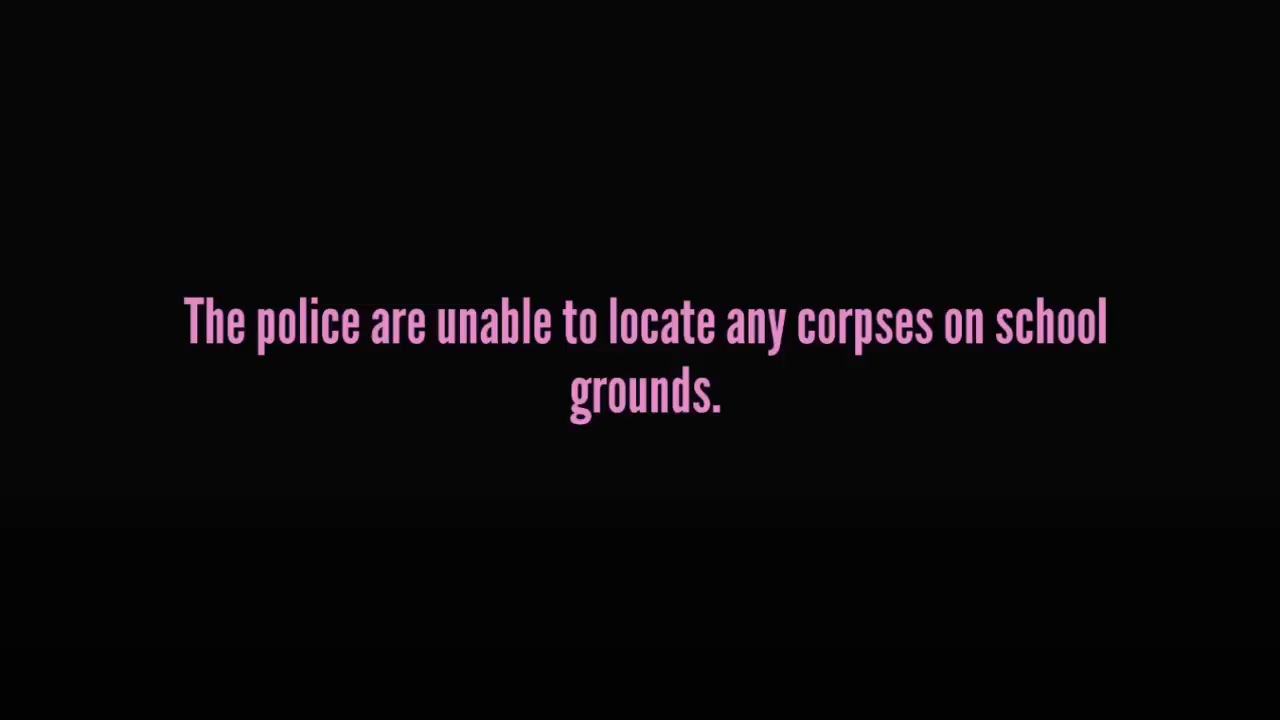 The police are unable to locate any corpses on school
grounds.